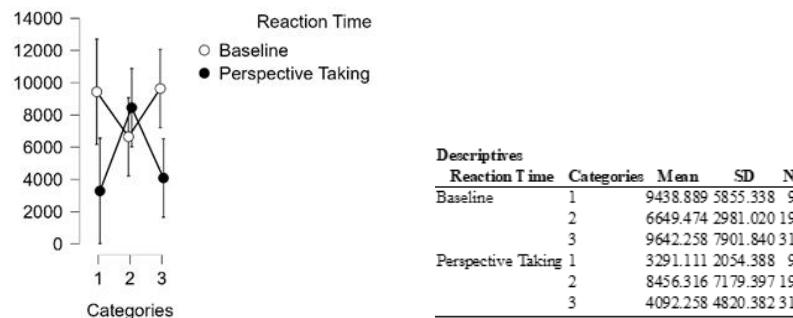 14000
12000
10000
8000
6000
4000
2000
0
1 2 3
Categories
Reaction Time
Baseline
Perspective Taking
Descriptives
Reaction Time Categories Mean SD N
Baseline 1 9438.889 5855.338 9
2 6649.474 2981.020 19
3 9642.258 7901.840 31
Perspective Taking 1 3291.111 2054.388 9
2 8456.316 7179.397 19
3 4092.258 4820.382 31